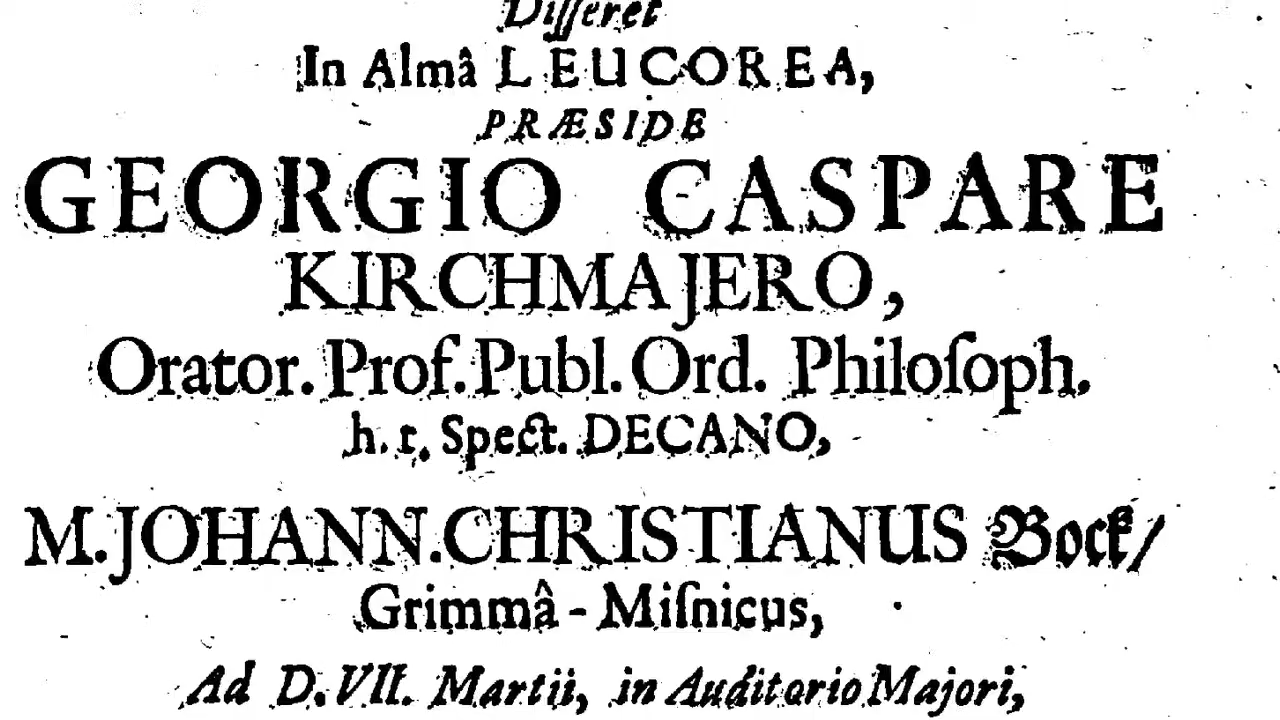 Diſſeret
In Almâ LEUCOREA,
PRÆSIDE
GEORGIO CASPARE
KIRCHMAJERO,
Orator. Prof. Publ. Ord. Philoſoph.
h. t. Spect. DECANO,
M. JOHANN. CHRISTIANUS Bock/
Grimmâ - Miſnicus,
Ad D. VII. Martii, in Auditorio Majori,